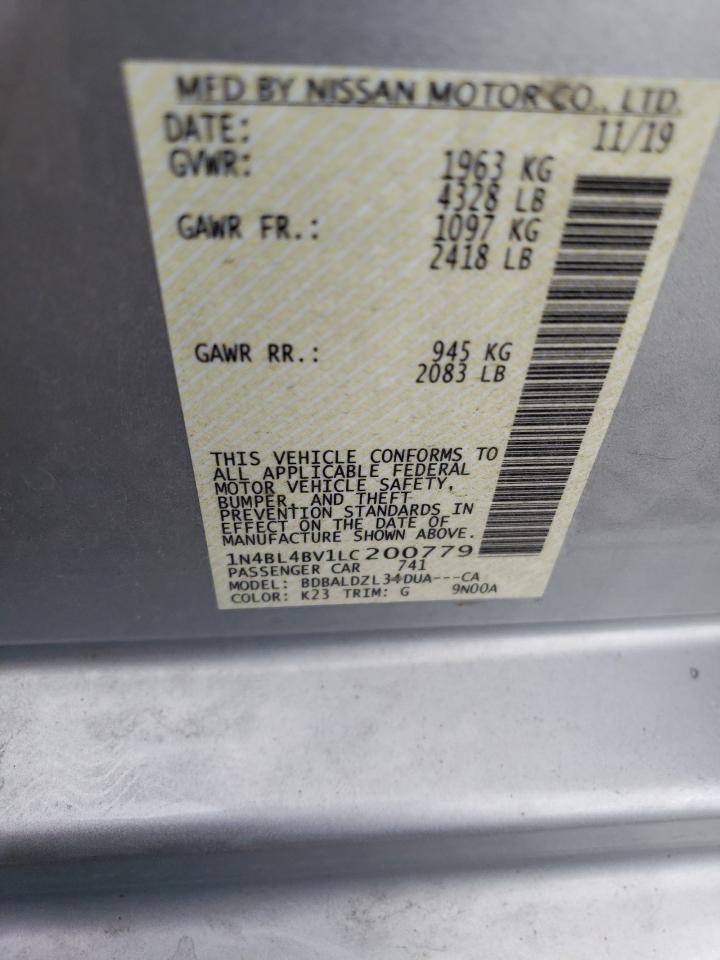 MFD BY NISSAN MOTOR CO., LTD.
DATE: 11/19
GVWR: 1963 KG
4328 LB
GAWR FR.: 1097 KG
2418 LB
GAWR RR.: 945 KG
2083 LB
THIS VEHICLE CONFORMS TO
ALL APPLICABLE FEDERAL
MOTOR VEHICLE SAFETY,
BUMPER, AND THEFT
PREVENTION STANDARDS IN
EFFECT ON THE DATE OF
MANUFACTURE SHOWN ABOVE.
1N4BL4BV1LC200779
PASSENGER CAR 741
MODEL: BDBALDZL34DUA---CA
COLOR: K23 TRIM: G 9N00A